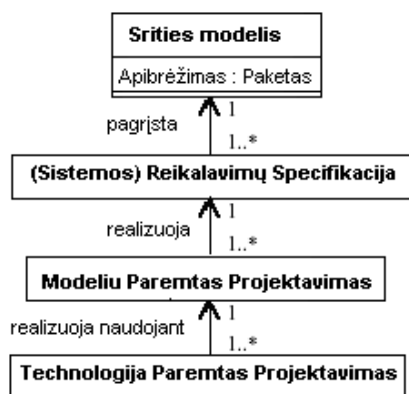 Srities modelis
Apibrėžimas : Paketas
1
pagrįsta
1..*
(Sistemos) Reikalavimų Specifikacija
1
realizuoja
1..*
Modeliu Paremtas Projektavimas
1
realizuoja naudojant
1..*
Technologija Paremtas Projektavimas